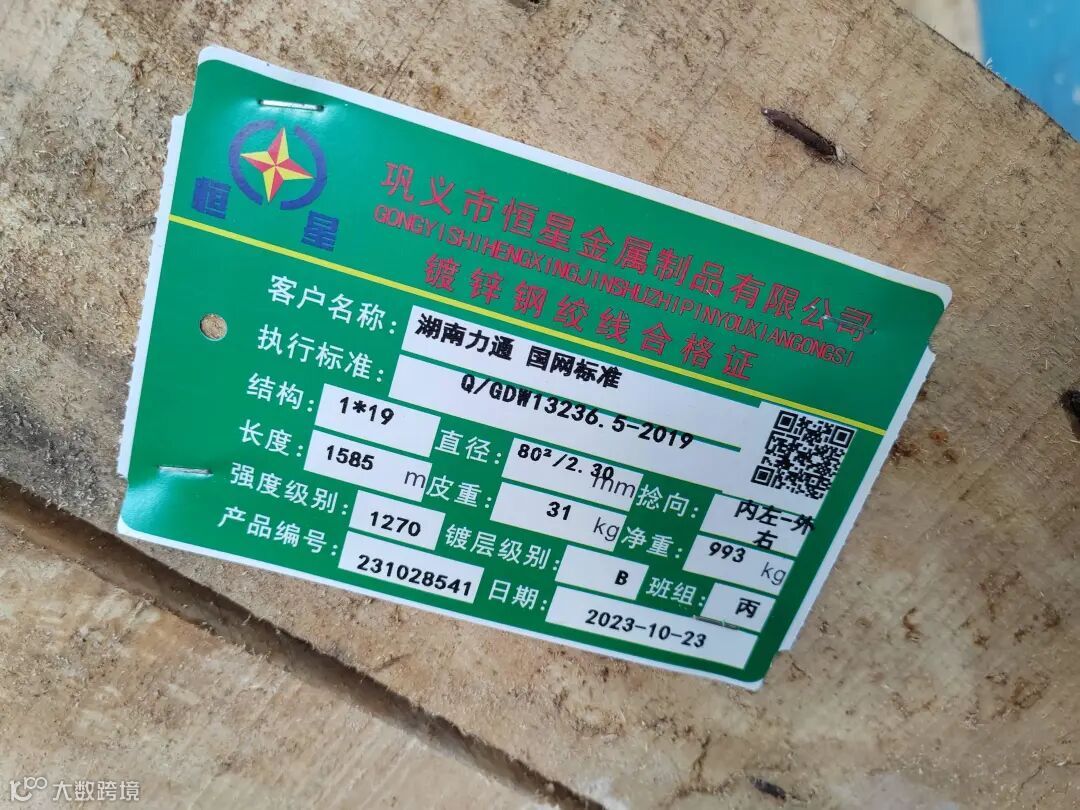 恒星
巩义市恒星金属制品有限公司
GONGYISHIHENGXINGJINSHUZHIPINYOUXIANGONGSI
镀锌钢绞线合格证
客户名称: 湖南力通 国网标准
执行标准: Q/GDW13236.5-2019
结构: 1*19 直径: 80²/2.30 mm 捻向: 内左-外右
长度: 1585 m 皮重: 31 kg 净重: 993 kg
强度级别: 1270 镀层级别: B 班组: 丙
产品编号: 231028541 日期: 2023-10-23
大数跨境